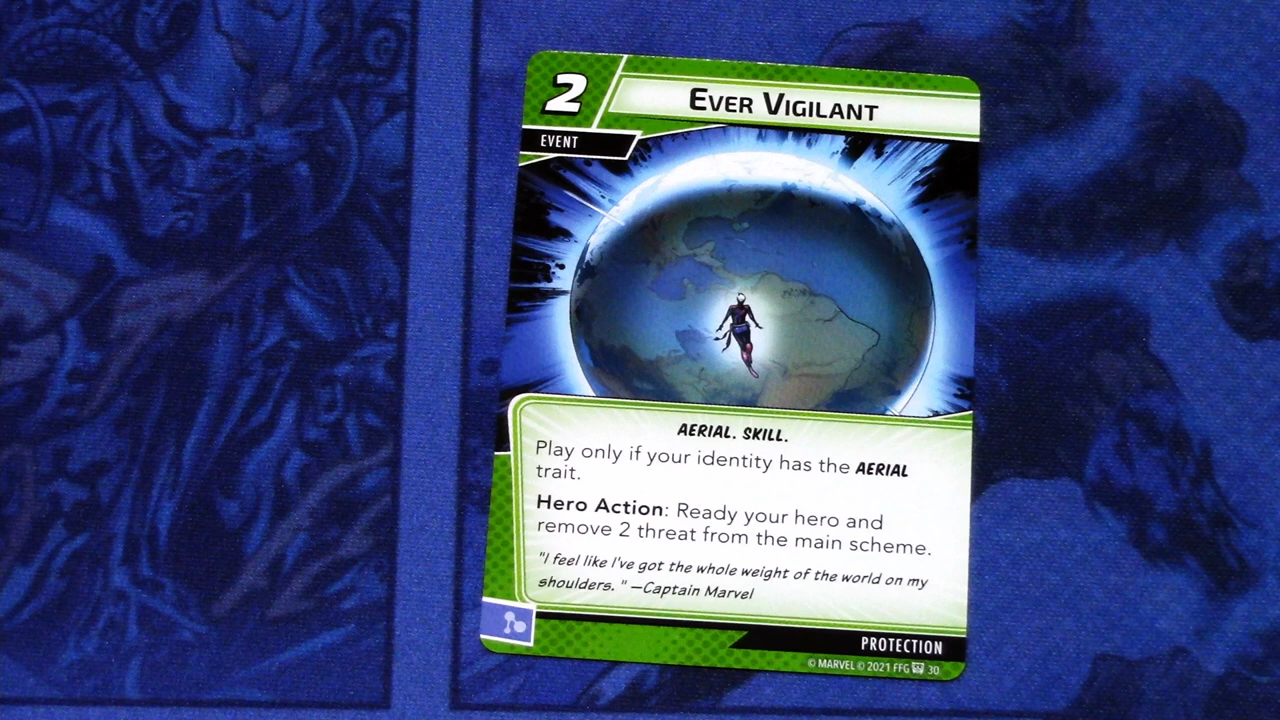 2
EVER VIGILANT
EVENT
AERIAL. SKILL.
Play only if your identity has the AERIAL
trait.
Hero Action: Ready your hero and
remove 2 threat from the main scheme.
"I feel like I've got the whole weight of the world on my
shoulders. " —Captain Marvel
PROTECTION
© MARVEL © 2021 FFG 30